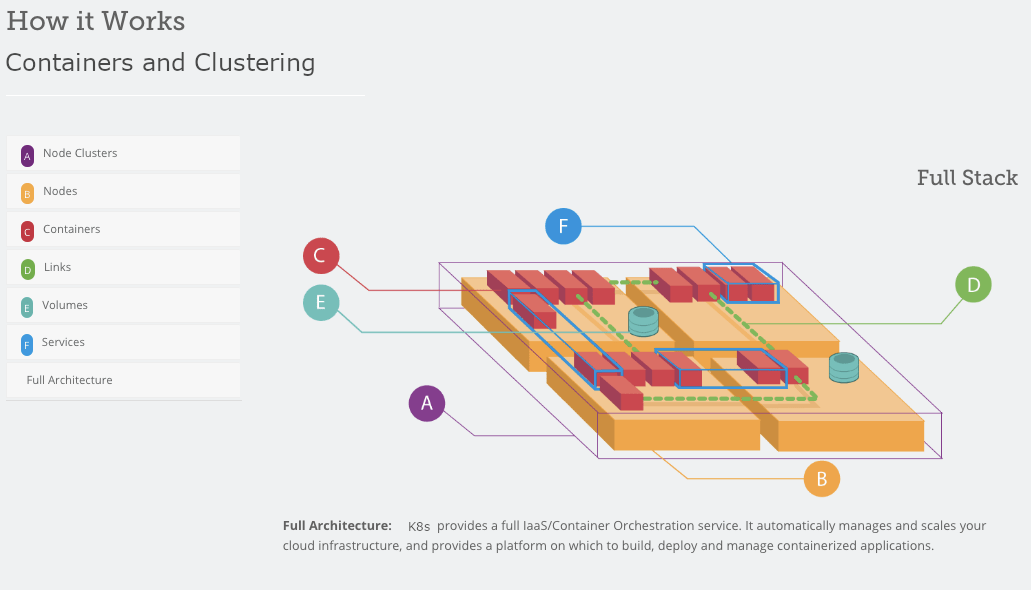 How it Works
Containers and Clustering
A Node Clusters
B Nodes
C Containers
D Links
E Volumes
F Services
Full Architecture
Full Stack
F
C
E
D
A
B
Full Architecture: K8s provides a full IaaS/Container Orchestration service. It automatically manages and scales your
cloud infrastructure, and provides a platform on which to build, deploy and manage containerized applications.